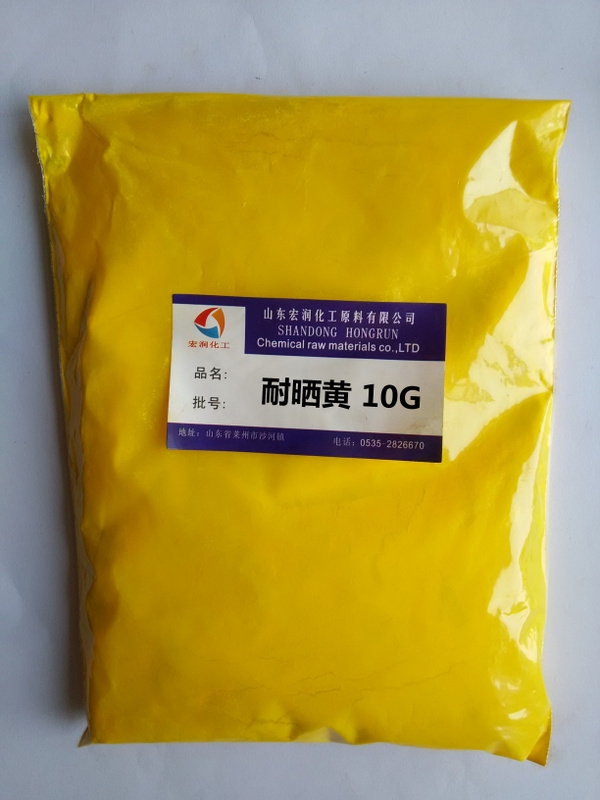 山东宏润化工原料有限公司
SHANDONG HONGRUN
Chemical raw materials co.,LTD
宏润化工
品名:
耐晒黄 10G
批号:
地址：山东省莱州市沙河镇
电话：0535-2826670